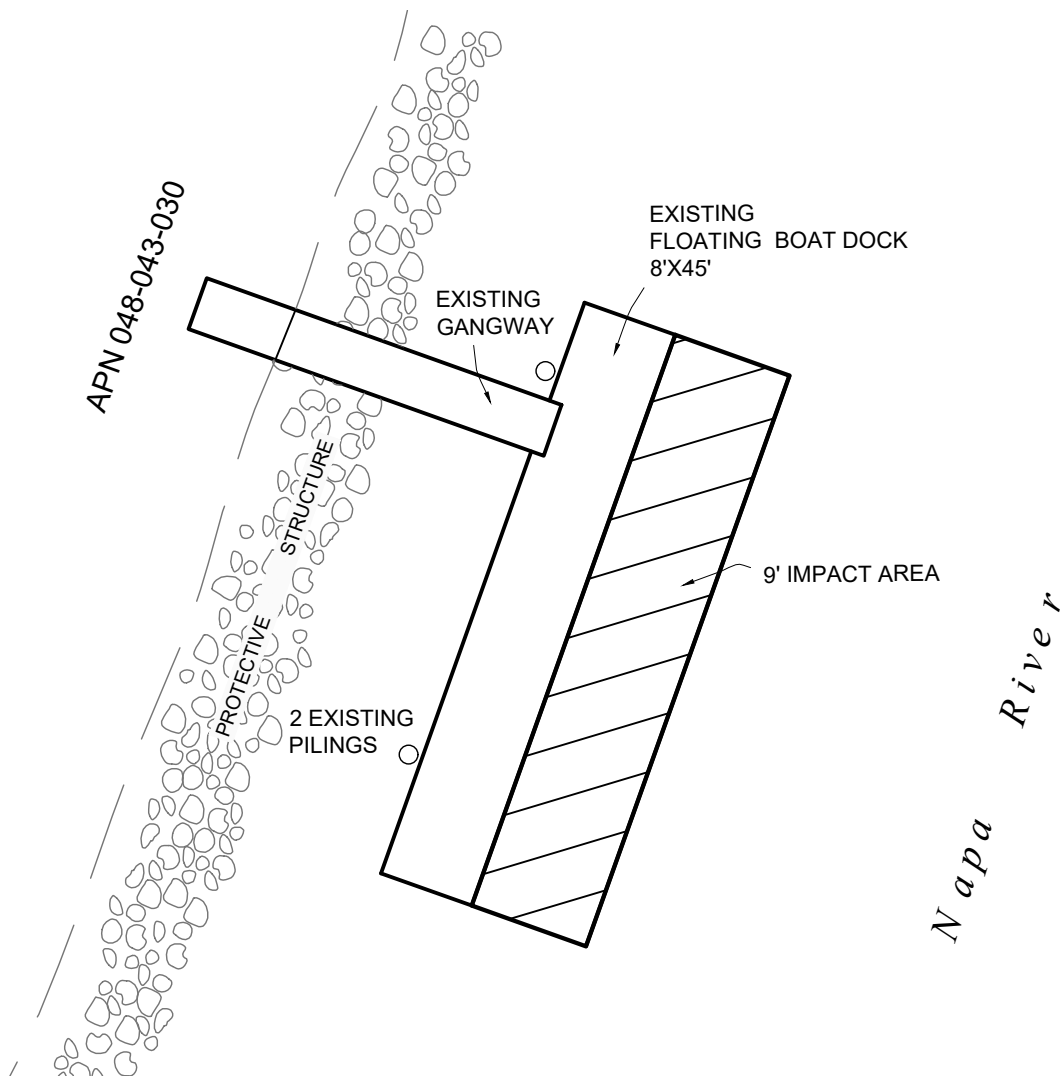 EXISTING
FLOATING BOAT DOCK
8'X45'
APN 048-043-030
EXISTING
GANGWAY
PROTECTIVE STRUCTURE
9' IMPACT AREA
2 EXISTING
PILINGS
Napa River